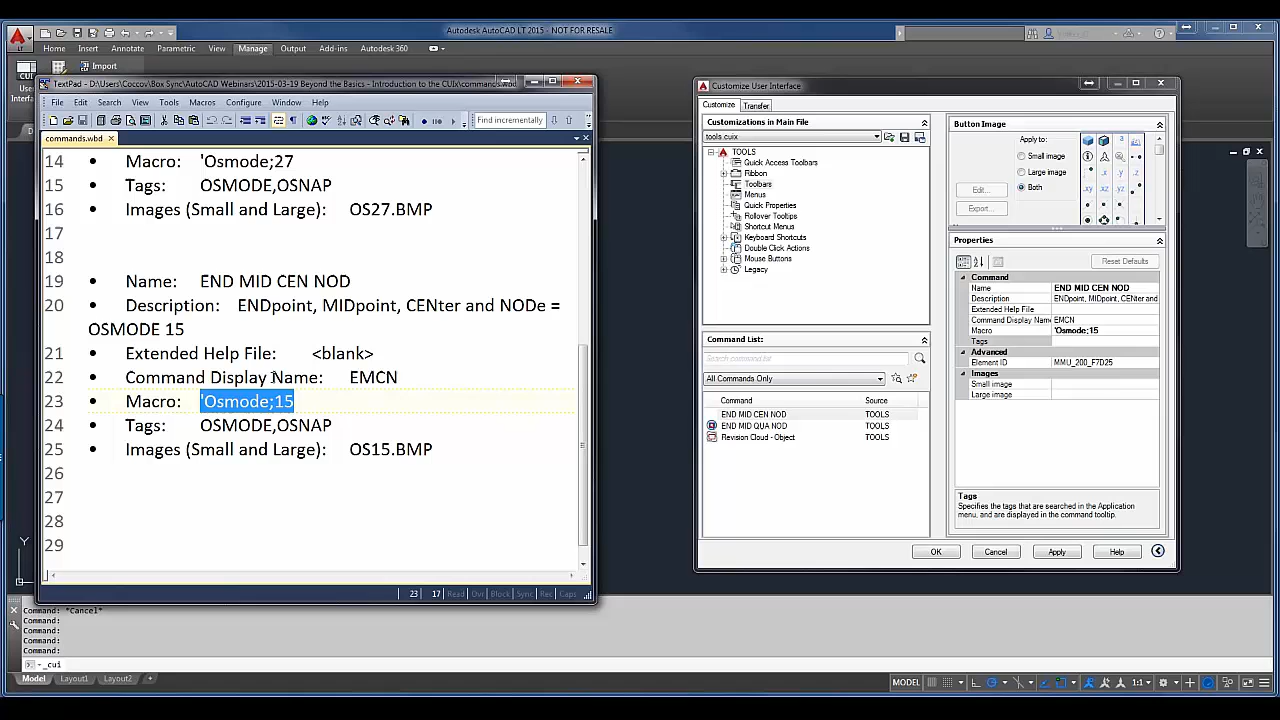 Autodesk AutoCAD LT 2015 - NOT FOR RESALE
LT
Home Insert Annotate Parametric View Manage Output Add-ins Autodesk 360
Import
CUI
TextPad - D:\Users\Coccov\Box Sync\AutoCAD Webinars\2015-03-19 Beyond the Basics - Introduction to the CUIx\commands.wbd
File Edit Search View Tools Macros Configure Window Help
Find incrementally
commands.wbd
14 • Macro: 'Osmode;27
15 • Tags: OSMODE,OSNAP
16 • Images (Small and Large): OS27.BMP
17
18
19 • Name: END MID CEN NOD
20 • Description: ENDpoint, MIDpoint, CENter and NODe =
OSMODE 15
21 • Extended Help File: <blank>
22 • Command Display Name: EMCN
23 • Macro: 'Osmode;15
24 • Tags: OSMODE,OSNAP
25 • Images (Small and Large): OS15.BMP
26
27
28
29
23 17 Read Ovr Block Sync Rec Caps
Customize User Interface
Customize Transfer
Customizations in Main File
tools.cuix
TOOLS
Quick Access Toolbars
Ribbon
Toolbars
Menus
Quick Properties
Rollover Tooltips
Shortcut Menus
Keyboard Shortcuts
Double Click Actions
Mouse Buttons
Legacy
Command List:
Search command list
All Commands Only
Command Source
END MID CEN NOD TOOLS
END MID QUA NOD TOOLS
Revision Cloud - Object TOOLS
Button Image
Apply to:
Small image
Large image
Both
Edit...
Export...
Properties
Reset Defaults
Command
Name END MID CEN NOD
Description ENDpoint, MIDpoint, CENter and
Extended Help File
Command Display Name EMCN
Macro 'Osmode;15
Tags
Advanced
Element ID MMU_200_F7D25
Images
Small image
Large image
Tags
Specifies the tags that are searched in the Application
menu, and are displayed in the command tooltip.
OK Cancel Apply Help
Y
Command: *Cancel*
Command:
Command:
Command:
Command:
_cui
Model Layout1 Layout2 +
MODEL 1:1